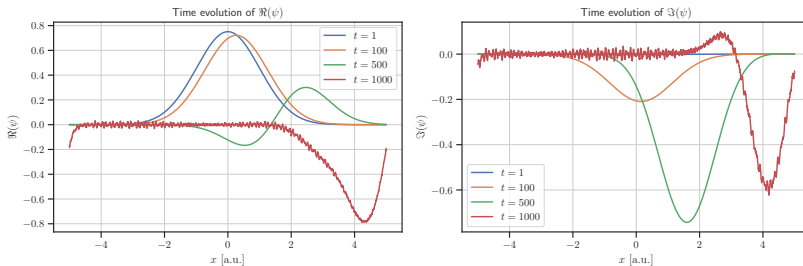 Time evolution of ℜ(ψ)
0.8
0.6
0.4
0.2
0.0
−0.2
−0.4
−0.6
−0.8
ℜ(ψ)
t = 1
t = 100
t = 500
t = 1000
−4
−2
0
2
4
x [a.u.]
Time evolution of ℑ(ψ)
0.0
−0.2
−0.4
−0.6
ℑ(ψ)
t = 1
t = 100
t = 500
t = 1000
−4
−2
0
2
4
x [a.u.]